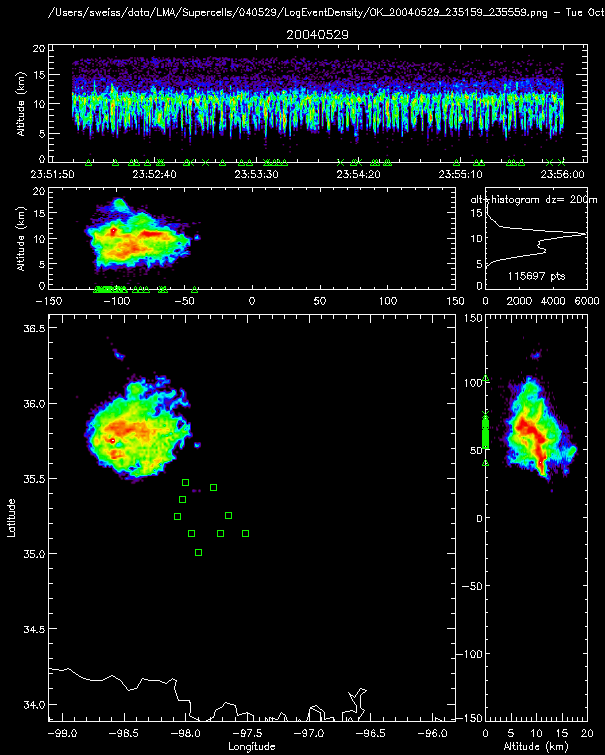 /Users/sweiss/data/LMA/Supercells/040529/LogEventDensity/OK_20040529_235159_235559.png – Tue Oct
20040529
20
15
10
5
0
Altitude (km)
23:51:50 23:52:40 23:53:30 23:54:20 23:55:10 23:56:00
20
15
10
5
0
Altitude (km)
−150 −100 −50 0 50 100 150
alt−histogram dz= 200m
20
15
10
5
0
115697 pts
0 2000 4000 6000
36.5
36.0
35.5
35.0
34.5
34.0
Latitude
−99.0 −98.5 −98.0 −97.5 −97.0 −96.5 −96.0
Longitude
150
100
50
0
−50
−100
−150
0 5 10 15 20
Altitude (km)